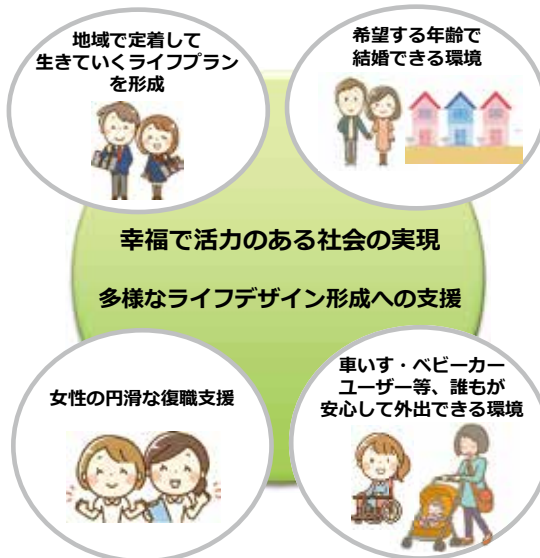 地域で定着して
生きていくライフプラン
を形成
希望する年齢で
結婚できる環境
幸福で活力のある社会の実現
多様なライフデザイン形成への支援
女性の円滑な復職支援
車いす・ベビーカー
ユーザー等、誰もが
安心して外出できる環境